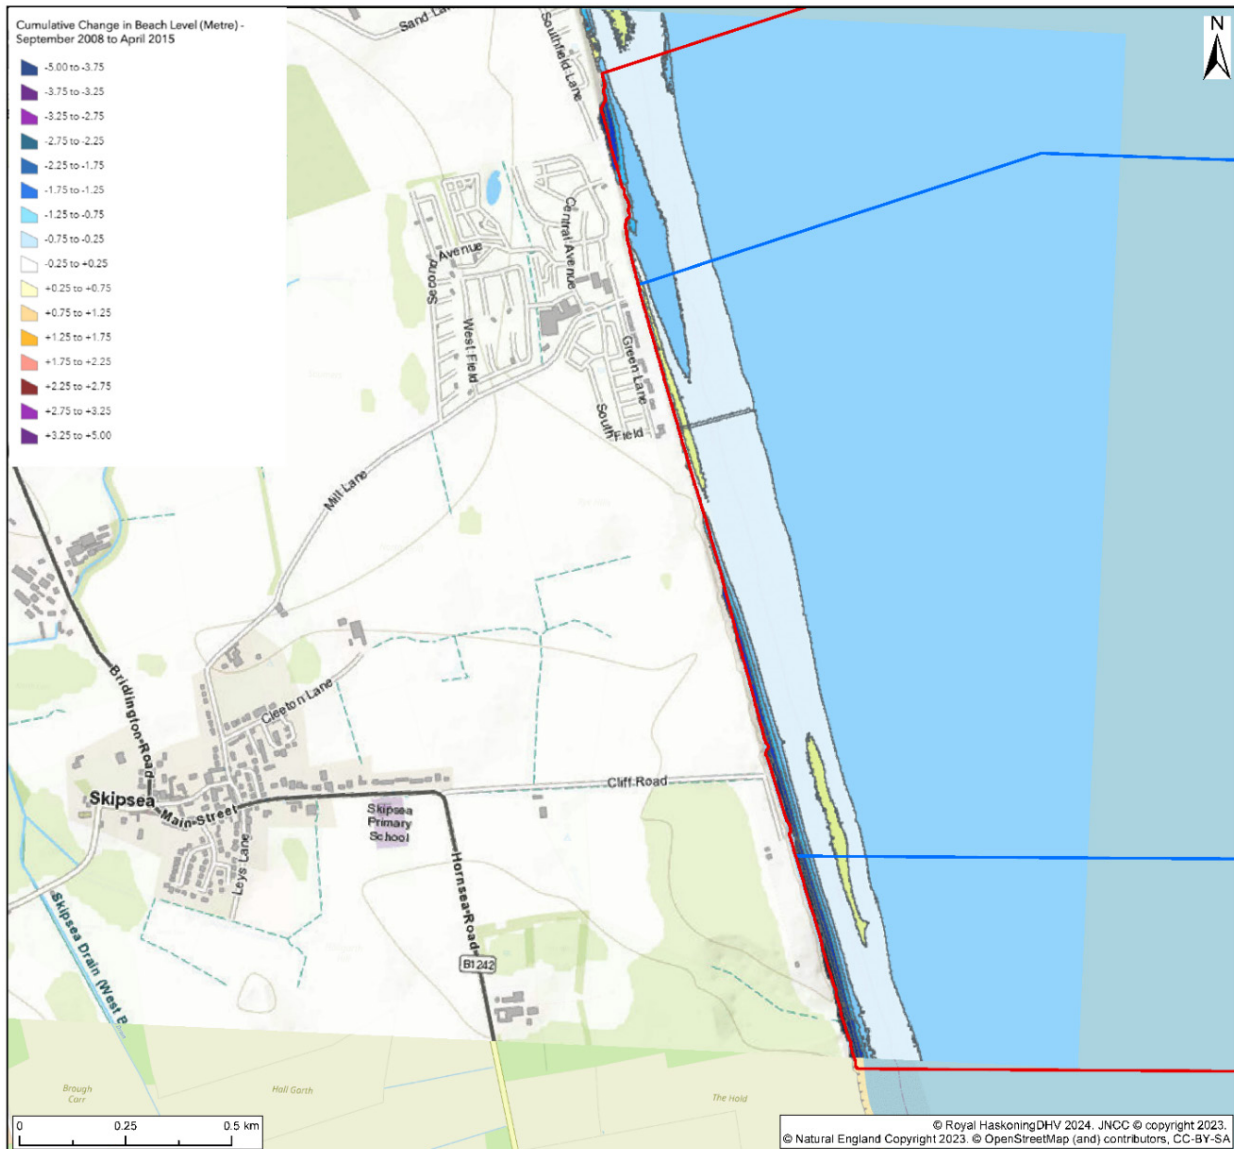 Cumulative Change in Beach Level (Metre) -
September 2008 to April 2015
-5.00 to -3.75
-3.75 to -3.25
-3.25 to -2.75
-2.75 to -2.25
-2.25 to -1.75
-1.75 to -1.25
-1.25 to -0.75
-0.75 to -0.25
-0.25 to +0.25
+0.25 to +0.75
+0.75 to +1.25
+1.25 to +1.75
+1.75 to +2.25
+2.25 to +2.75
+2.75 to +3.25
+3.25 to +5.00
N
Sand
Southfield-Lane
Central Avenue
Second Avenue
West Field
Green Lane
South Field
Mill Lane
Bridlington-Road
Cleeton Lane
Cliff Road
Skipsea
Main-Street
Skipsea
Primary
School
Leys Lane
Hornsea-Road
Skipsea Drain (West B
B1242
Brough
Carr
Hall Garth
The Hold
0 0.25 0.5 km
© Royal HaskoningDHV 2024. JNCC © copyright 2023.
© Natural England Copyright 2023. © OpenStreetMap (and) contributors, CC-BY-SA